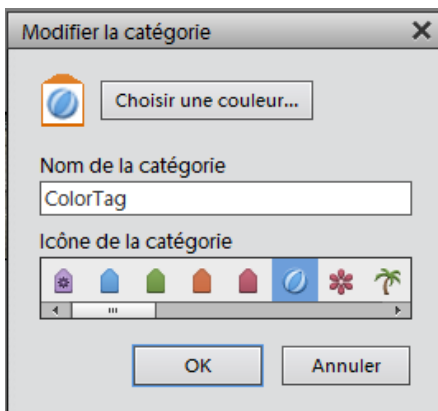 Modifier la catégorie
Choisir une couleur...
Nom de la catégorie
ColorTag
Icône de la catégorie
OK Annuler